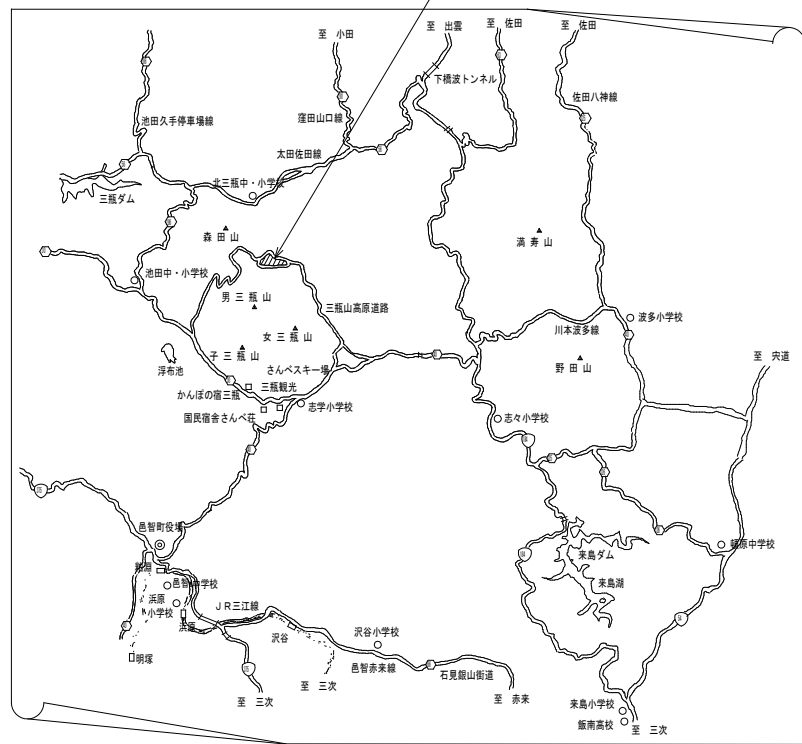 至 小田
至 出雲
至 佐田
至 佐田
下橋波トンネル
佐田八神線
池田久手停車場線
窪田山口線
太田佐田線
北三瓶中・小学校
三瓶ダム
森田山
満寿山
池田中・小学校
男三瓶山
三瓶山高原道路
女三瓶山
波多小学校
川本波多線
子三瓶山
野田山
至 宍道
浮布池
さんべスキー場
三瓶観光
かんぽの宿三瓶
志学小学校
国民宿舎さんべ荘
志々小学校
邑智町役場
頓原中学校
来島ダム
粕淵
邑智中学校
来島湖
浜原
小学校
JR三江線
浜原
沢谷
沢谷小学校
明塚
邑智赤来線
石見銀山街道
至 三次
至 三次
至 赤来
来島小学校
飯南高校
至 三次
54